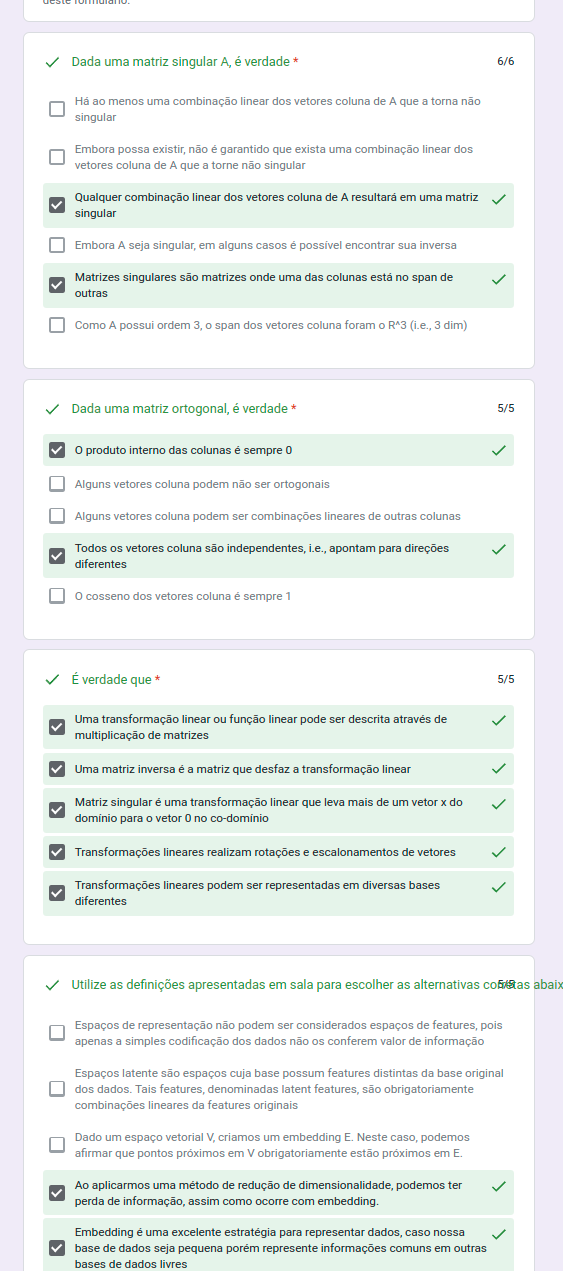 deste formulário.
Dada uma matriz singular A, é verdade *
6/6
Há ao menos uma combinação linear dos vetores coluna de A que a torna não
singular
Embora possa existir, não é garantido que exista uma combinação linear dos
vetores coluna de A que a torne não singular
Qualquer combinação linear dos vetores coluna de A resultará em uma matriz
singular
Embora A seja singular, em alguns casos é possível encontrar sua inversa
Matrizes singulares são matrizes onde uma das colunas está no span de
outras
Como A possui ordem 3, o span dos vetores coluna foram o R^3 (i.e., 3 dim)
Dada uma matriz ortogonal, é verdade *
5/5
O produto interno das colunas é sempre 0
Alguns vetores coluna podem não ser ortogonais
Alguns vetores coluna podem ser combinações lineares de outras colunas
Todos os vetores coluna são independentes, i.e., apontam para direções
diferentes
O cosseno dos vetores coluna é sempre 1
É verdade que *
5/5
Uma transformação linear ou função linear pode ser descrita através de
multiplicação de matrizes
Uma matriz inversa é a matriz que desfaz a transformação linear
Matriz singular é uma transformação linear que leva mais de um vetor x do
domínio para o vetor 0 no co-domínio
Transformações lineares realizam rotações e escalonamentos de vetores
Transformações lineares podem ser representadas em diversas bases
diferentes
Utilize as definições apresentadas em sala para escolher as alternativas corretas abaix
5/5
Espaços de representação não podem ser considerados espaços de features, pois
apenas a simples codificação dos dados não os conferem valor de informação
Espaços latente são espaços cuja base possum features distintas da base original
dos dados. Tais features, denominadas latent features, são obrigatoriamente
combinações lineares da features originais
Dado um espaço vetorial V, criamos um embedding E. Neste caso, podemos
afirmar que pontos próximos em V obrigatoriamente estão próximos em E.
Ao aplicarmos uma método de redução de dimensionalidade, podemos ter
perda de informação, assim como ocorre com embedding.
Embedding é uma excelente estratégia para representar dados, caso nossa
base de dados seja pequena porém represente informações comuns em outras
bases de dados livres